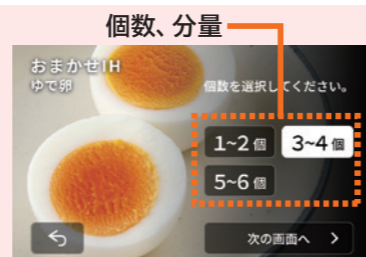 個数、分量
おまかせIH
ゆで卵
個数を選択してください。
1~2 個
3~4 個
5~6 個
次の画面へ >